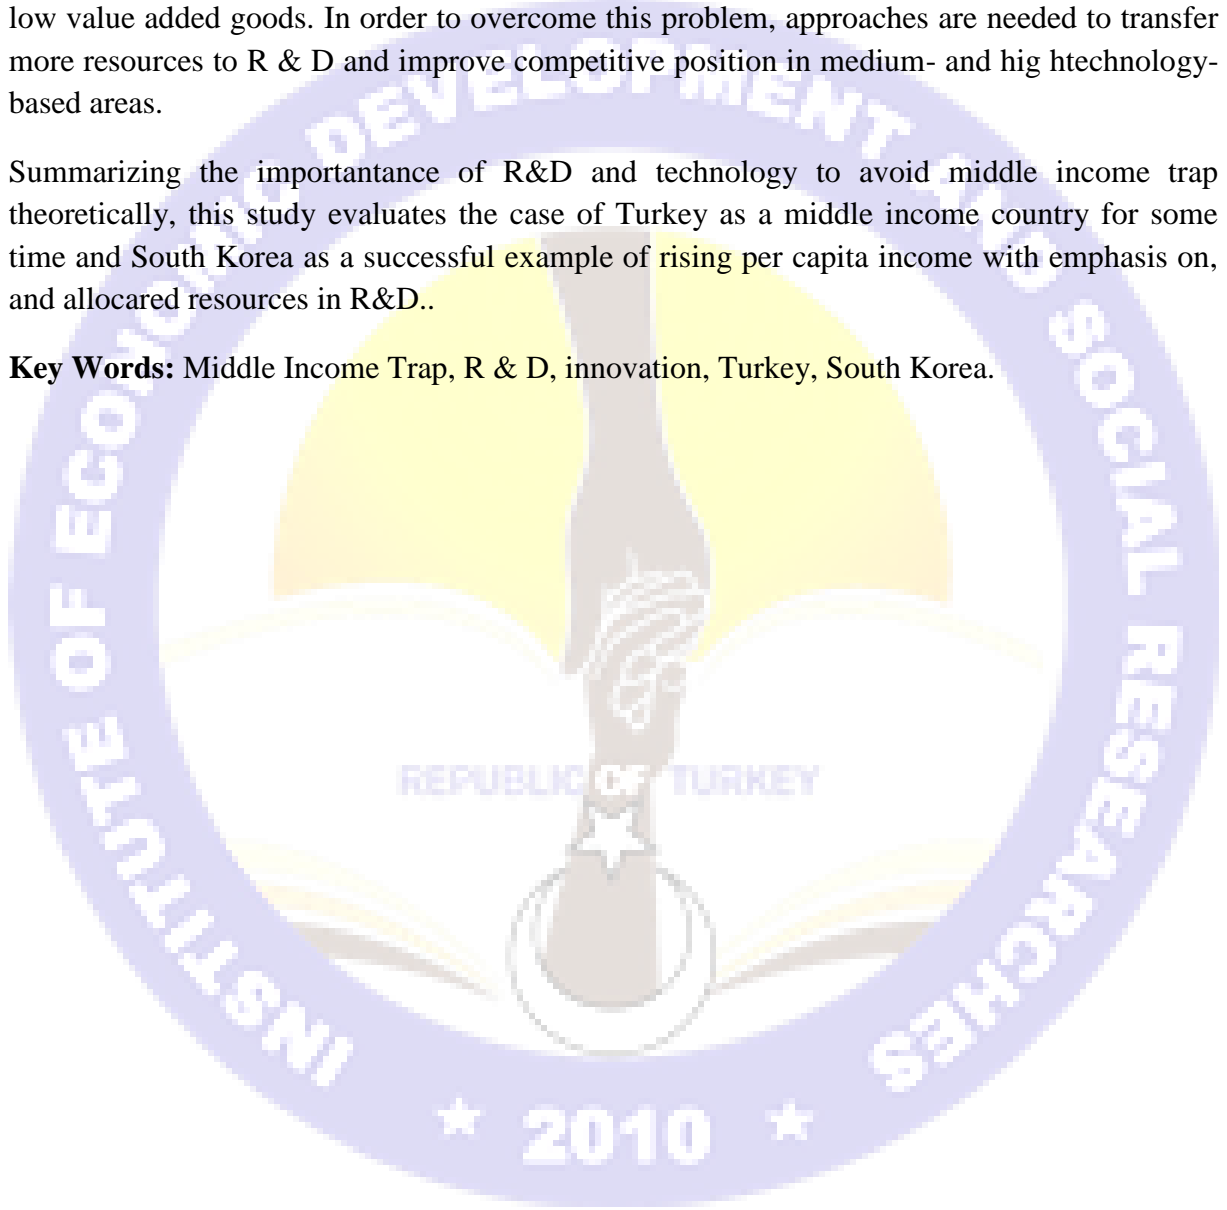 low value added goods. In order to overcome this problem, approaches are needed to transfer
more resources to R & D and improve competitive position in medium- and hig htechnology-
based areas.
Summarizing the importantance of R&D and technology to avoid middle income trap
theoretically, this study evaluates the case of Turkey as a middle income country for some
time and South Korea as a successful example of rising per capita income with emphasis on,
and allocared resources in R&D..
Key Words: Middle Income Trap, R & D, innovation, Turkey, South Korea.
INSTITUTE OF ECONOMIC DEVELOPMENT AND SOCIAL RESEARCHES
REPUBLIC OF TURKEY
2010